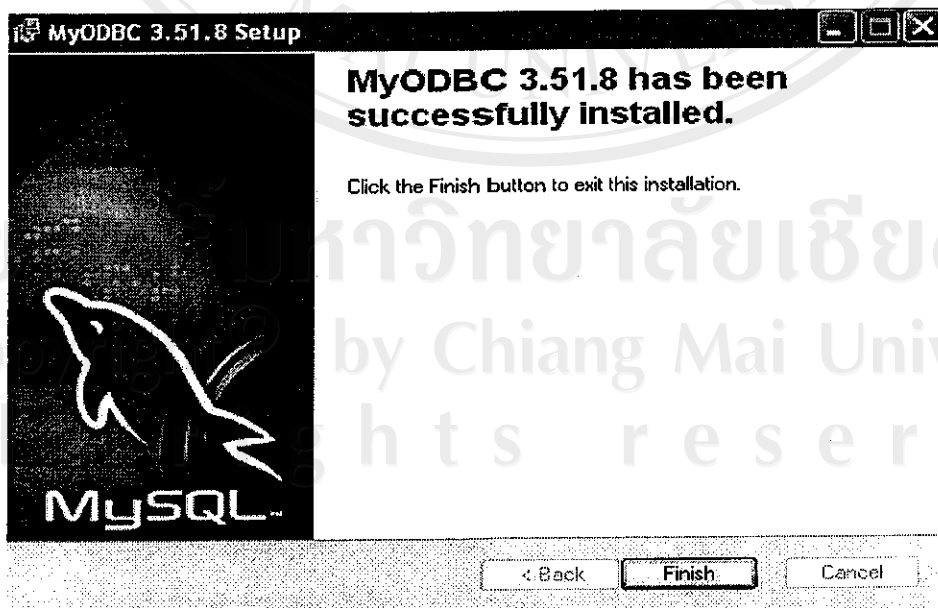 MyODBC 3.51.8 Setup
MyODBC 3.51.8 has been
successfully installed.
Click the Finish button to exit this installation.
มหาวิทยาลัยเชีย
by Chiang Mai Univ
ghts reser
MySQL
< Back Finish Cancel